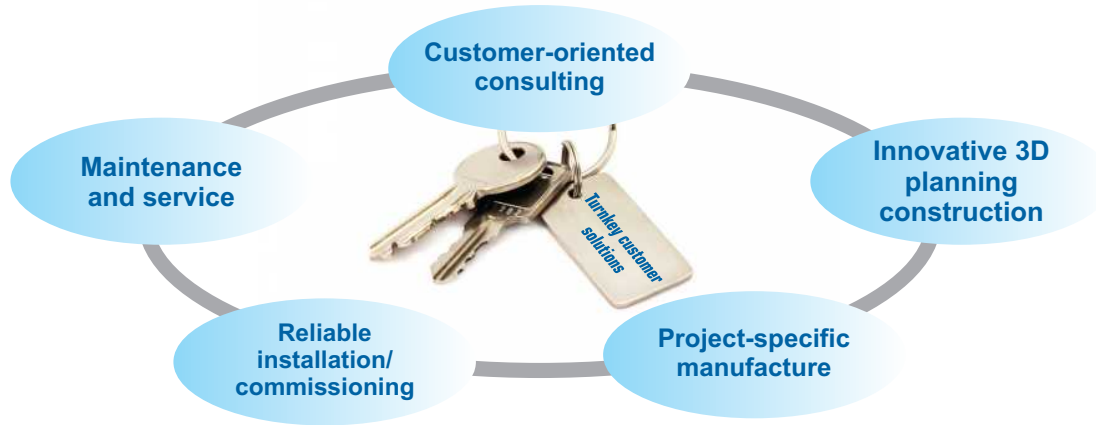 Customer-oriented
consulting
Innovative 3D
planning
construction
Project-specific
manufacture
Reliable
installation/
commissioning
Maintenance
and service
Turnkey customer
solutions